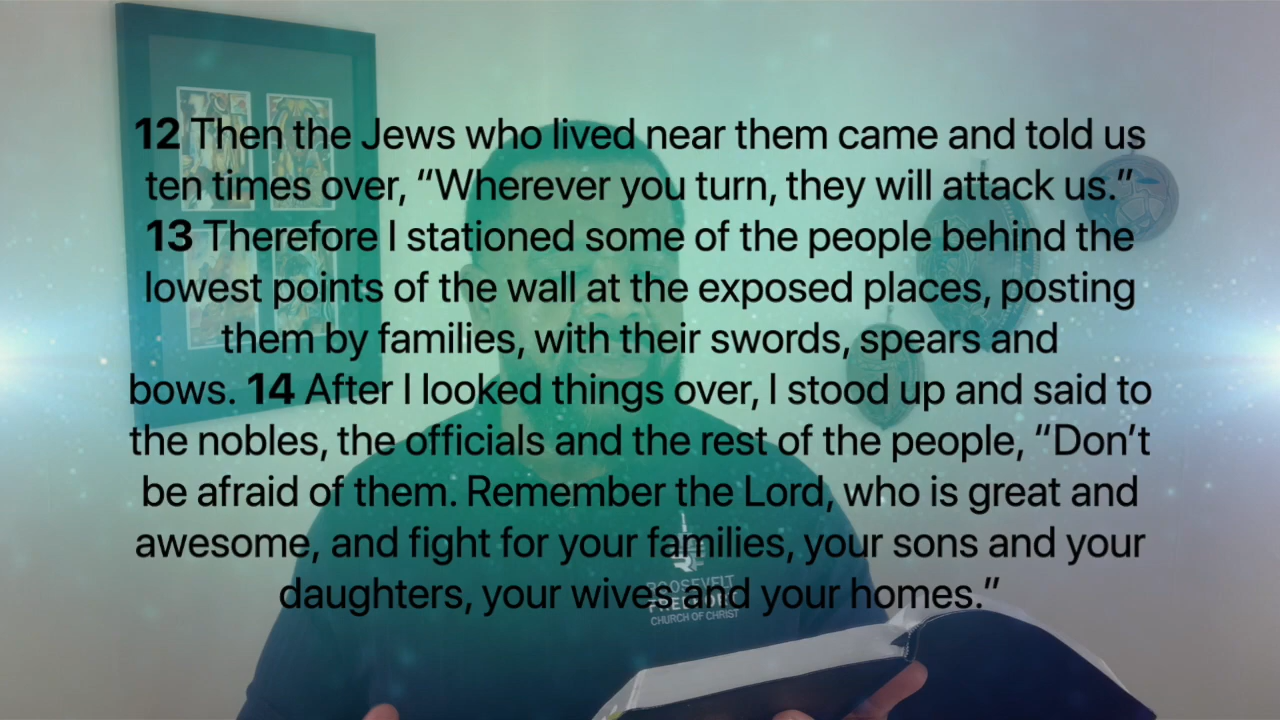 12 Then the Jews who lived near them came and told us
ten times over, “Wherever you turn, they will attack us.”
13 Therefore I stationed some of the people behind the
lowest points of the wall at the exposed places, posting
them by families, with their swords, spears and
bows. 14 After I looked things over, I stood up and said to
the nobles, the officials and the rest of the people, “Don’t
be afraid of them. Remember the Lord, who is great and
awesome, and fight for your families, your sons and your
daughters, your wives and your homes.”
RF
ROOSEVELT
FREEPORT
CHURCH OF CHRIST